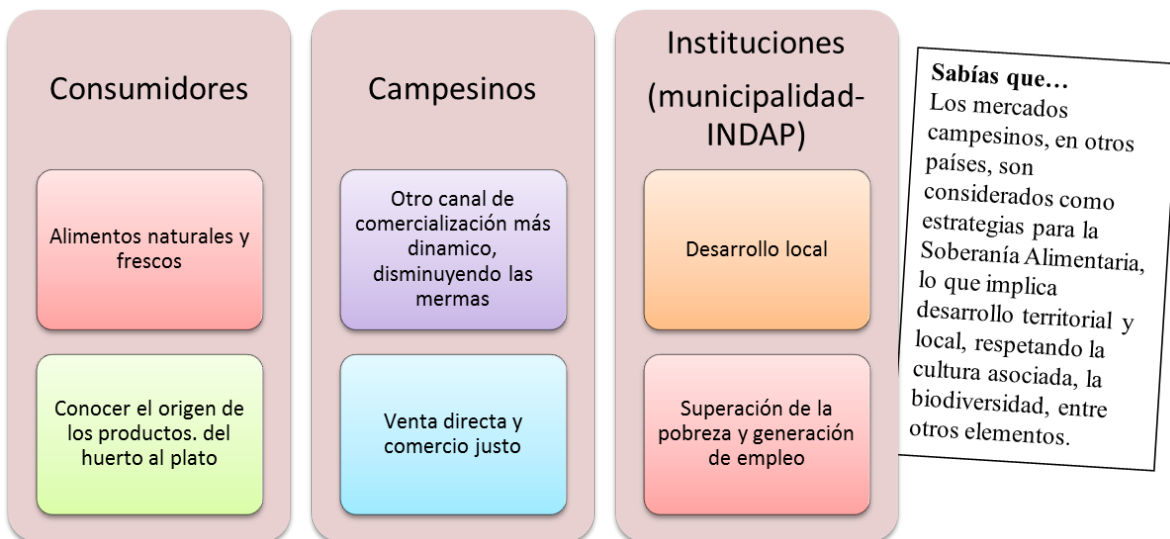 Consumidores
Alimentos naturales y
frescos
Conocer el origen de
los productos. del
huerto al plato
Campesinos
Otro canal de
comercialización más
dinamico,
disminuyendo las
mermas
Venta directa y
comercio justo
Instituciones
(municipalidad-
INDAP)
Desarrollo local
Superación de la
pobreza y generación
de empleo
Sabías que...
Los mercados
campesinos, en otros
países, son
considerados como
estrategias para la
Soberanía Alimentaria,
lo que implica
desarrollo territorial y
local, respetando la
cultura asociada, la
biodiversidad, entre
otros elementos.